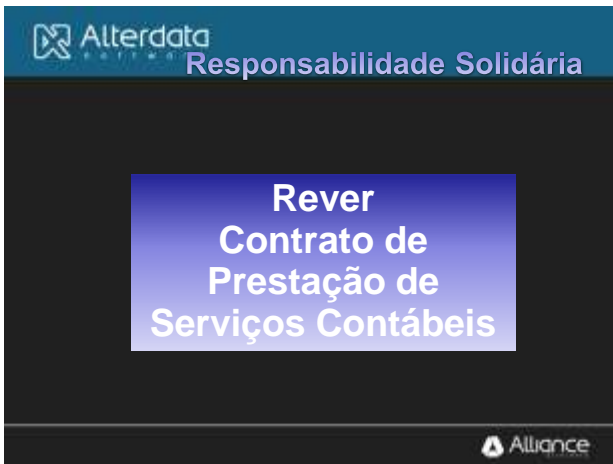 Alterdata
Responsabilidade Solidária
Rever
Contrato de
Prestação de
Serviços Contábeis
Alliance